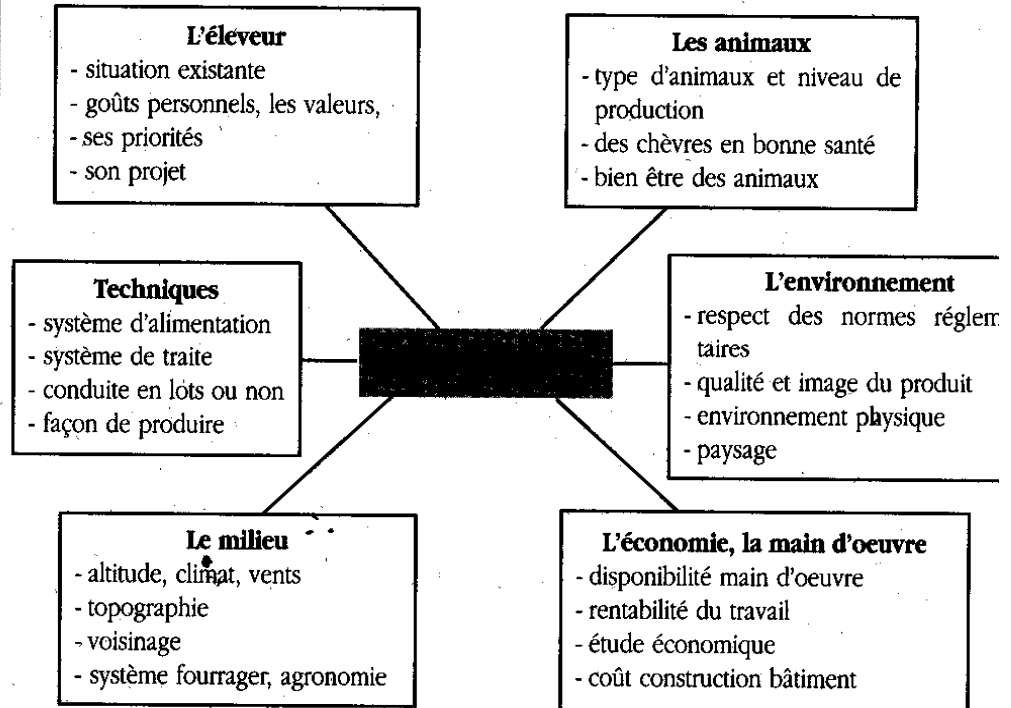 L'éleveur
- situation existante
- goûts personnels, les valeurs,
- ses priorités
- son projet
Les animaux
- type d'animaux et niveau de
production
- des chèvres en bonne santé
- bien être des animaux
Techniques
- système d'alimentation
- système de traite
- conduite en lots ou non
- façon de produire
L'environnement
- respect des normes réglem
taires
- qualité et image du produit
- environnement physique
- paysage
Le milieu
- altitude, climat, vents
- topographie
- voisinage
- système fourrager, agronomie
L'économie, la main d'oeuvre
- disponibilité main d'oeuvre
- rentabilité du travail
- étude économique
- coût construction bâtiment